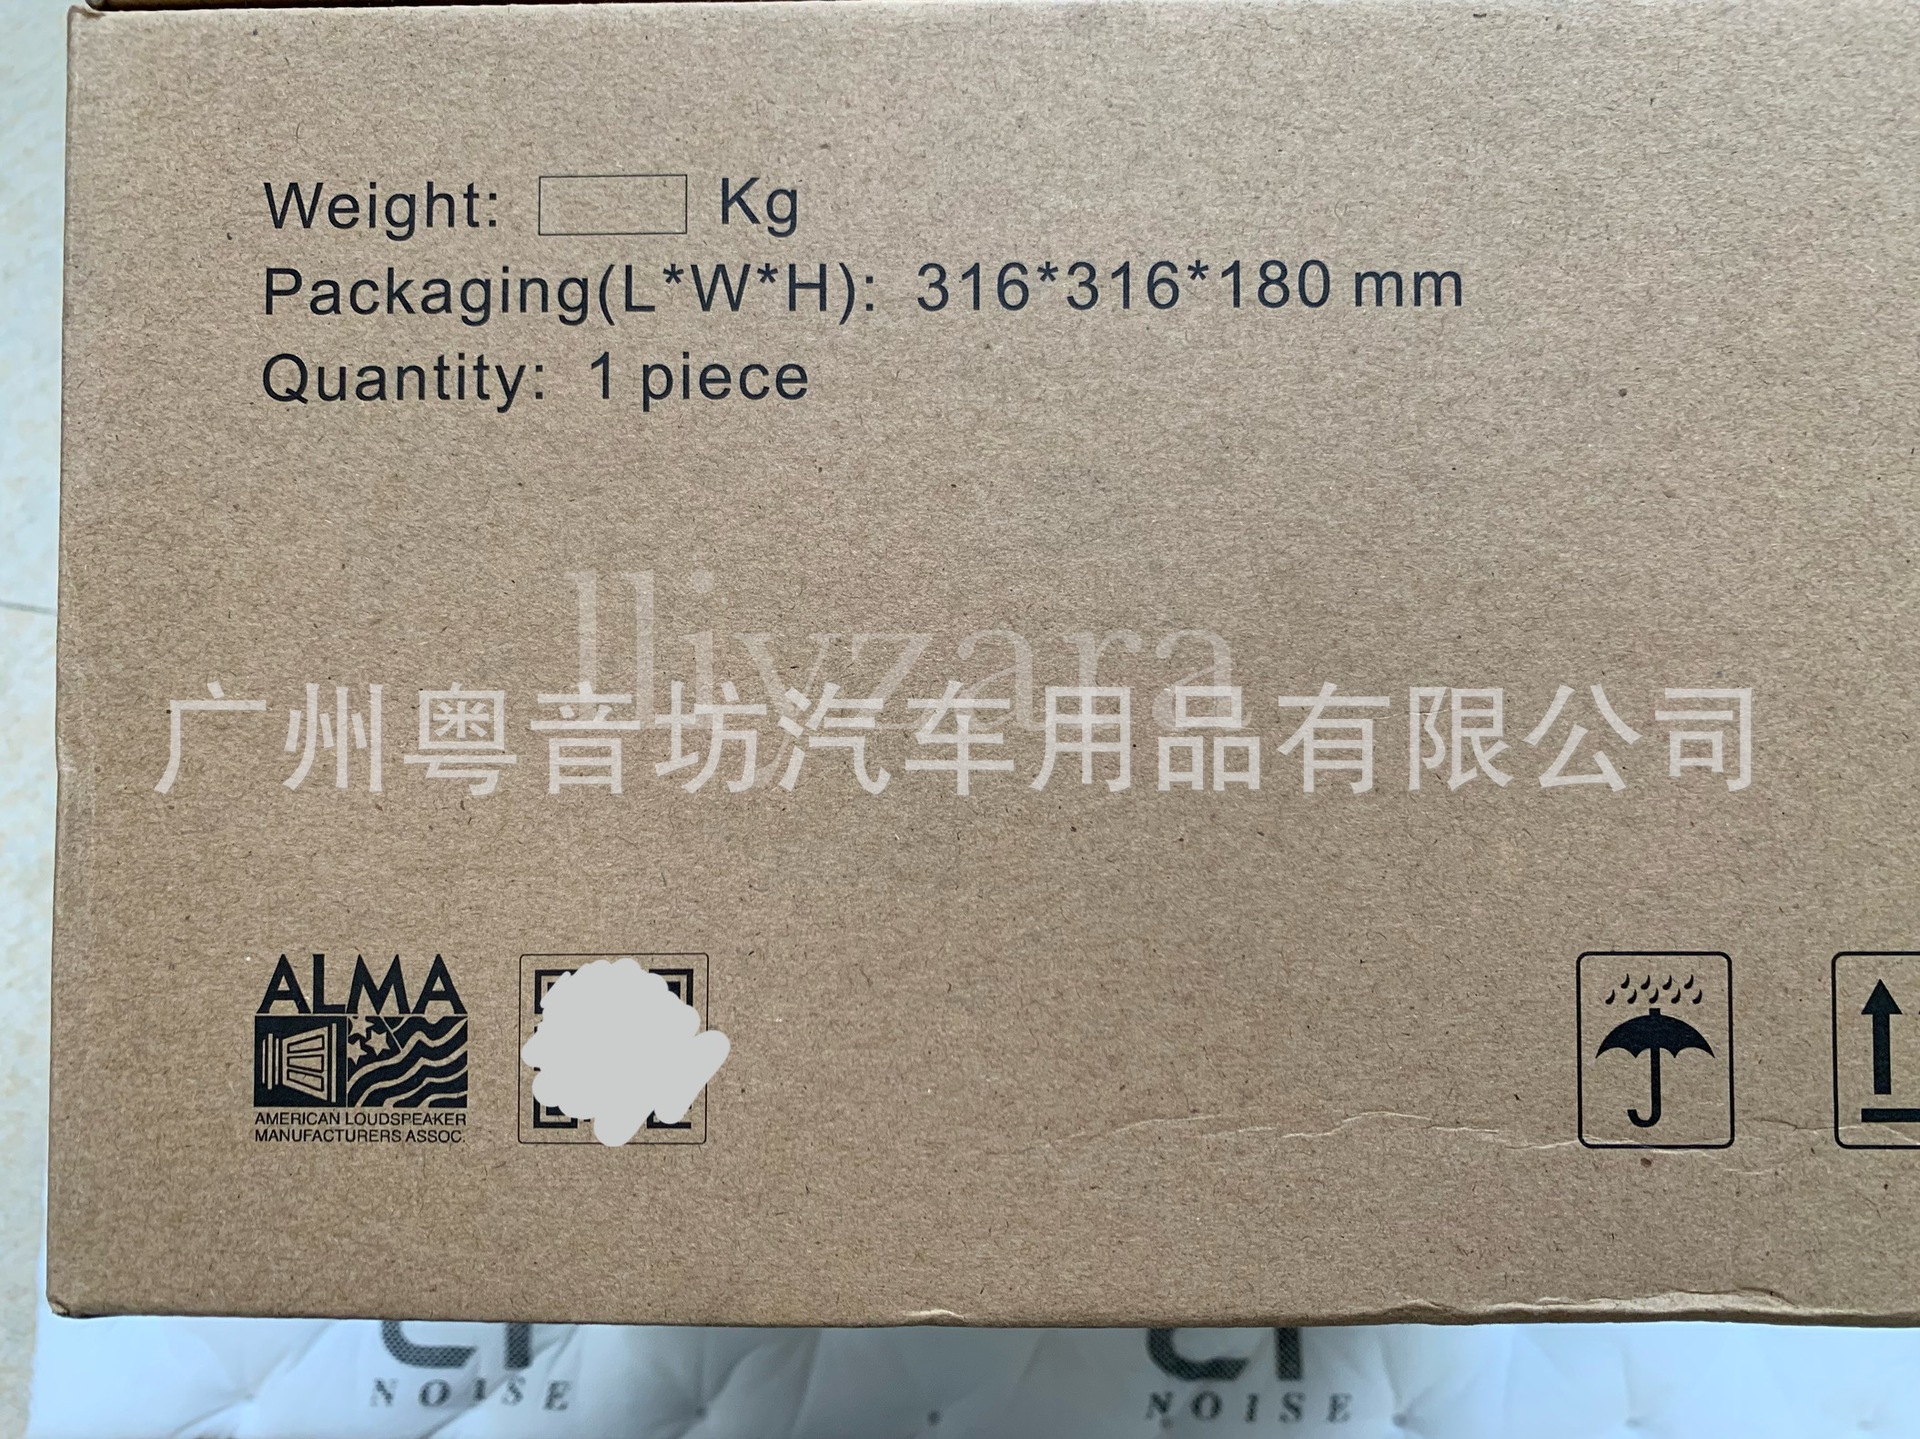 Weight: Kg
Packaging(L*W*H): 316*316*180 mm
Quantity: 1 piece
llivzara
广州粤音坊汽车用品有限公司
ALMA
AMERICAN LOUDSPEAKER
MANUFACTURERS ASSOC.
NOISE
NOISE